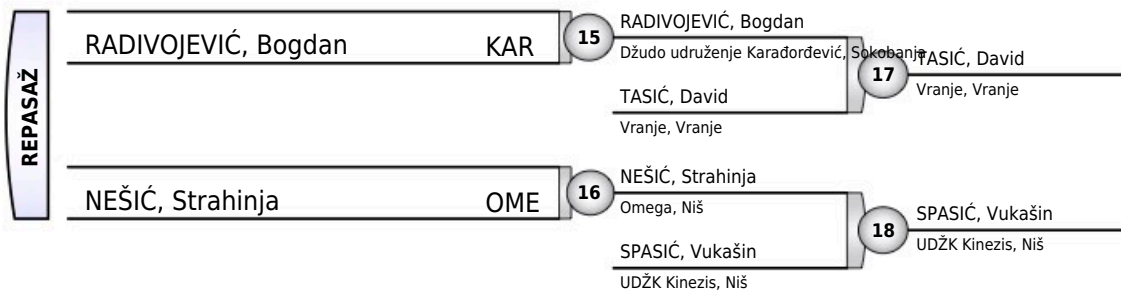 REPASAŽ
RADIVOJEVIĆ, Bogdan KAR
15
RADIVOJEVIĆ, Bogdan
Džudo udruženje Karađorđević, Sokobanja
TASIĆ, David
Vranje, Vranje
17
TASIĆ, David
Vranje, Vranje
NEŠIĆ, Strahinja OME
16
NEŠIĆ, Strahinja
Omega, Niš
SPASIĆ, Vukašin
UDŽK Kinezis, Niš
18
SPASIĆ, Vukašin
UDŽK Kinezis, Niš